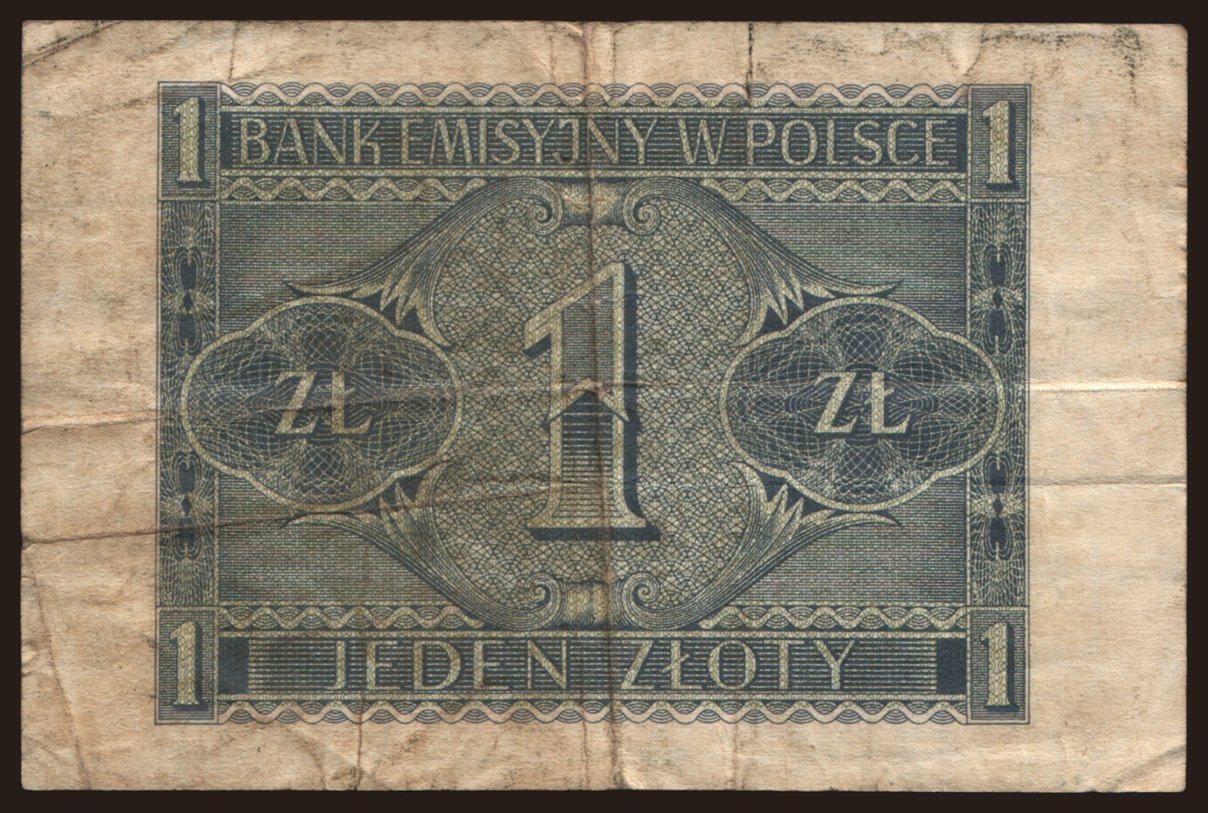 1 BANK EMISYJNY W POLSCE 1
1
ZŁ ZŁ
1 JEDEN ZŁOTY 1